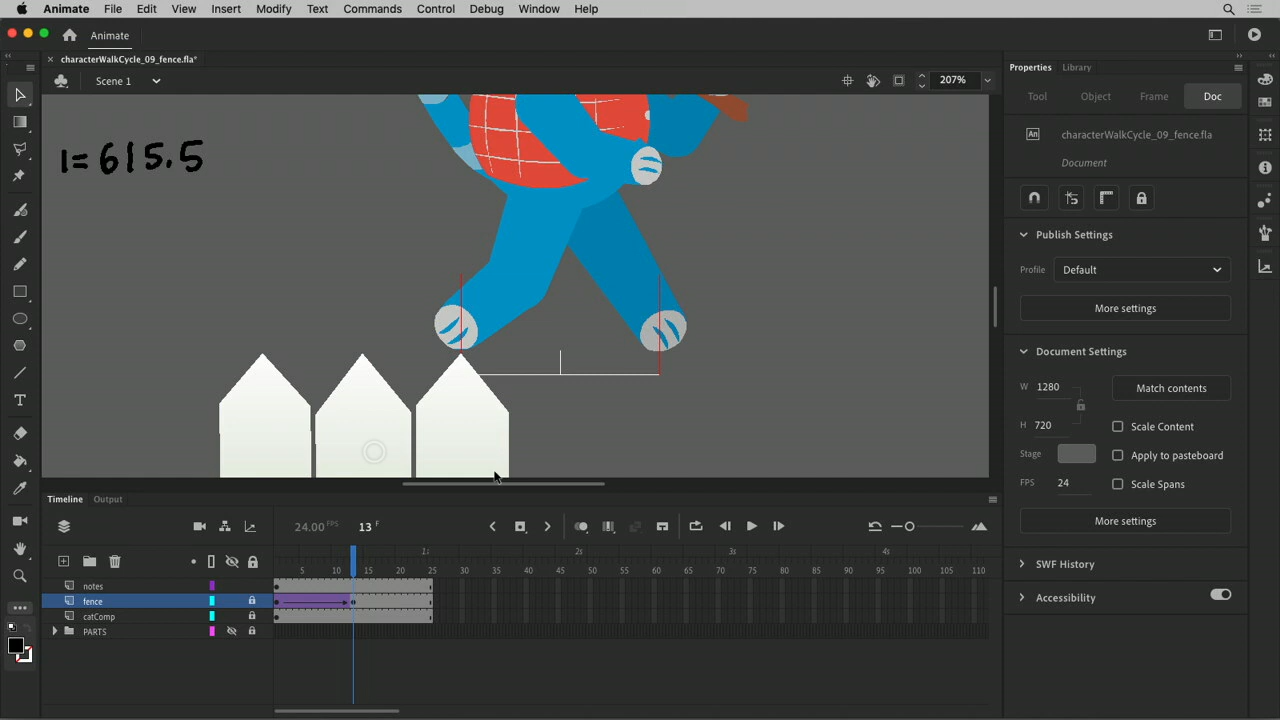 Animate File Edit View Insert Modify Text Commands Control Debug Window Help
Animate
characterWalkCycle_09_fence.fla*
Scene 1 207%
1=615.5
Properties Library
Tool Object Frame Doc
An characterWalkCycle_09_fence.fla
Document
Publish Settings
Profile Default
More settings
Document Settings
W 1280 Match contents
H 720 Scale Content
Stage Apply to pasteboard
FPS 24 Scale Spans
More settings
SWF History
Accessibility
Timeline Output
24.00 FPS 13 F
1s 2s 3s 4s
5 10 15 20 25 30 35 40 45 50 55 60 65 70 75 80 85 90 95 100 105 110
notes
fence
catComp
PARTS